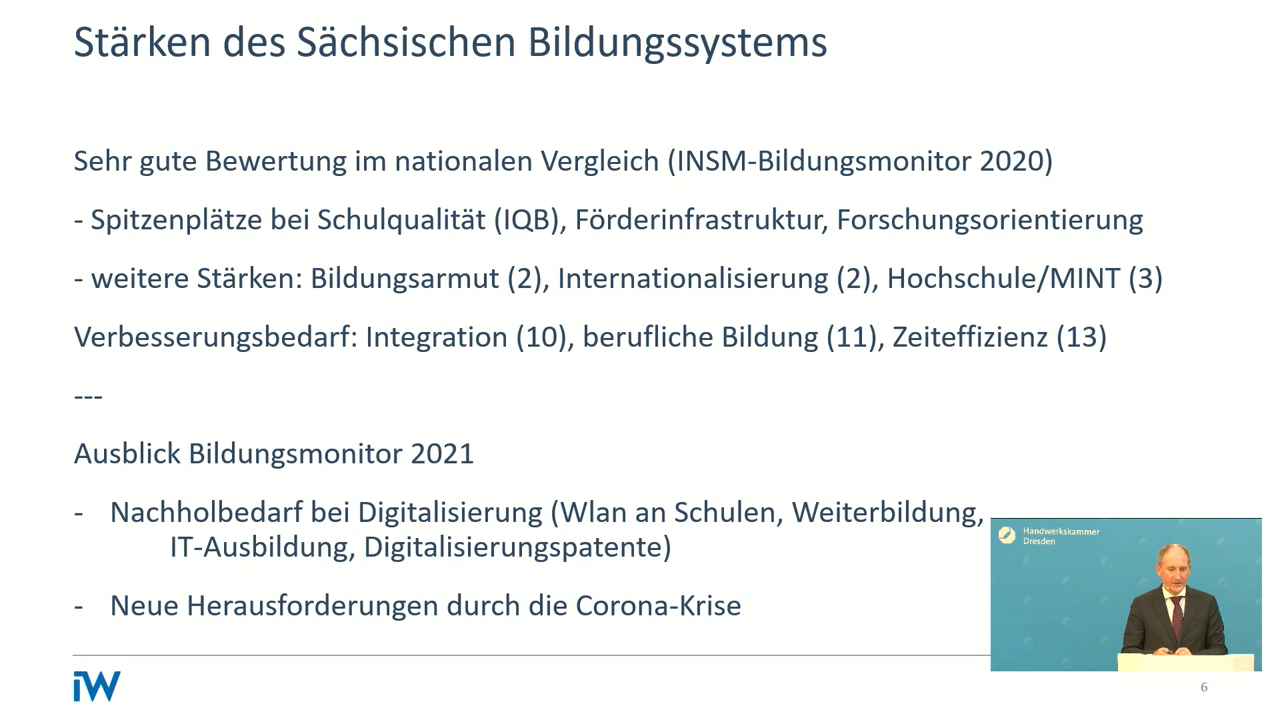 Stärken des Sächsischen Bildungssystems
Sehr gute Bewertung im nationalen Vergleich (INSM-Bildungsmonitor 2020)
- Spitzenplätze bei Schulqualität (IQB), Förderinfrastruktur, Forschungsorientierung
- weitere Stärken: Bildungsarmut (2), Internationalisierung (2), Hochschule/MINT (3)
Verbesserungsbedarf: Integration (10), berufliche Bildung (11), Zeiteffizienz (13)
---
Ausblick Bildungsmonitor 2021
- Nachholbedarf bei Digitalisierung (Wlan an Schulen, Weiterbildung,
IT-Ausbildung, Digitalisierungspatente)
- Neue Herausforderungen durch die Corona-Krise
Handwerkskammer
Dresden
iW
6